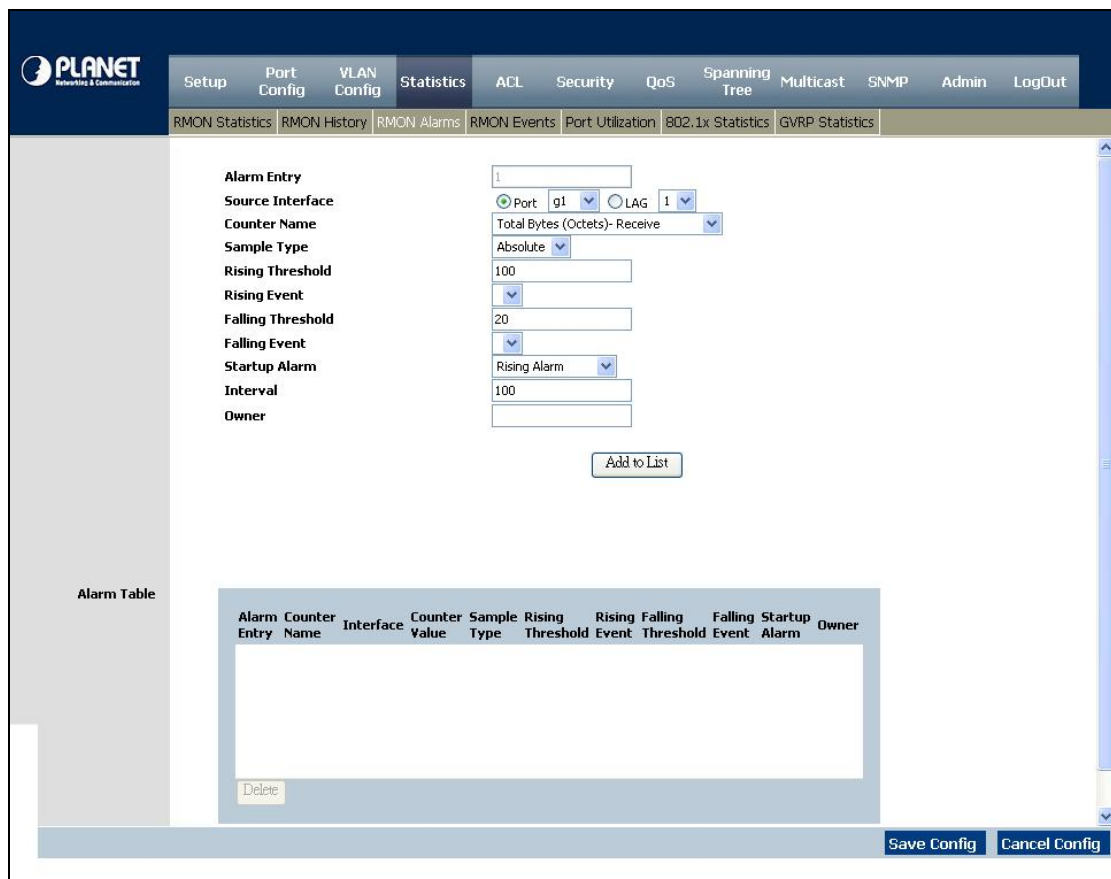 PLANET
Networking & Communication
Setup Port Config VLAN Config Statistics ACL Security QoS Spanning Tree Multicast SNMP Admin LogOut
RMON Statistics RMON History RMON Alarms RMON Events Port Utilization 802.1x Statistics GVRP Statistics
Alarm Entry 1
Source Interface Port g1 LAG 1
Counter Name Total Bytes (Octets)- Receive
Sample Type Absolute
Rising Threshold 100
Rising Event
Falling Threshold 20
Falling Event
Startup Alarm Rising Alarm
Interval 100
Owner
Add to List
Alarm Table
Alarm Entry Counter Name Interface Counter Value Sample Type Rising Threshold Rising Event Falling Threshold Falling Event Startup Alarm Owner
Delete
Save Config Cancel Config